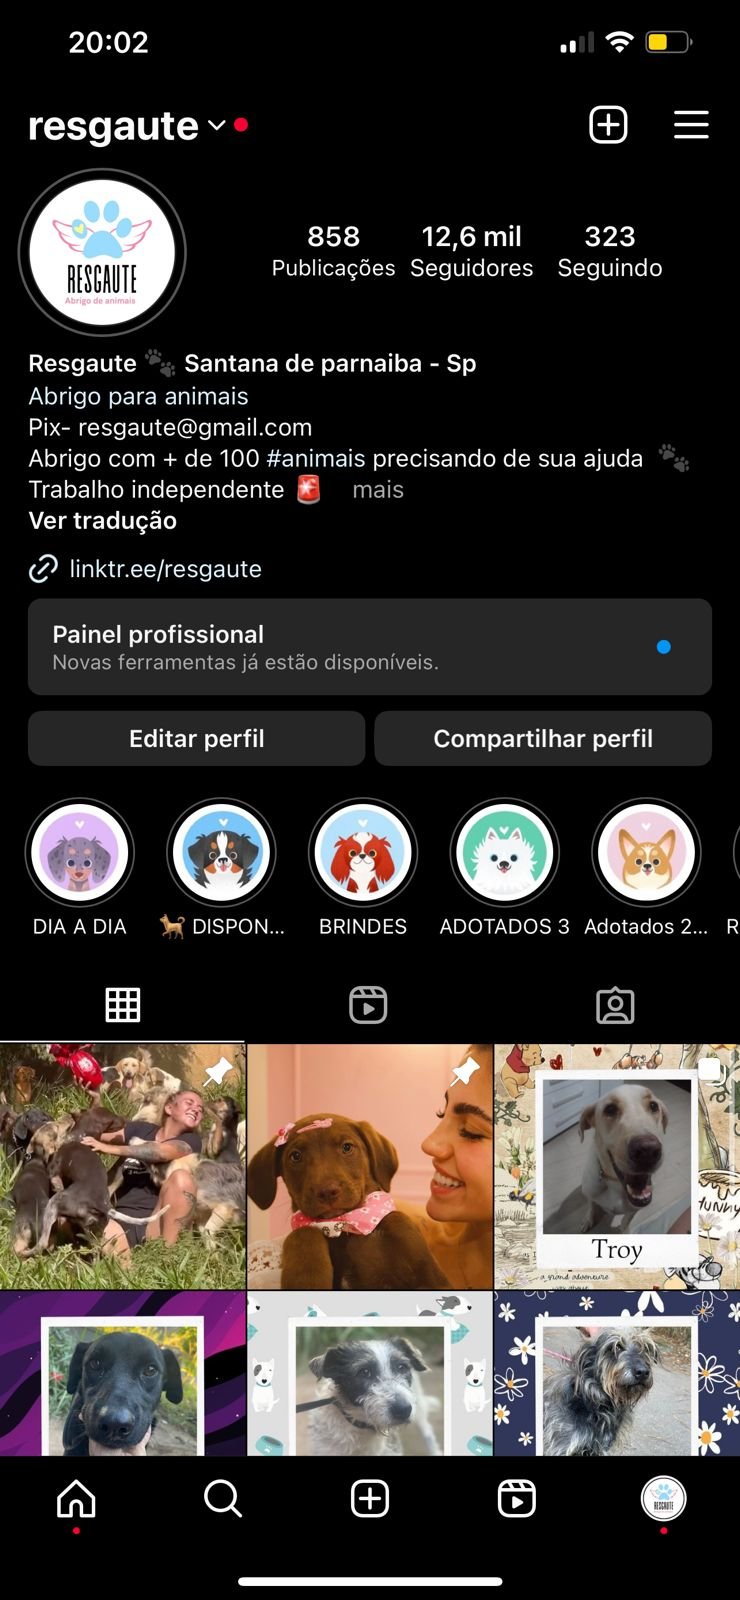 20:02
resgaute
RESGAUTE
Abrigo de animais
858 12,6 mil 323
Publicações Seguidores Seguindo
Resgaute 🐾 Santana de parnaiba - Sp
Abrigo para animais
Pix- resgaute@gmail.com
Abrigo com + de 100 #animais precisando de sua ajuda 🐾
Trabalho independente 🚨 mais
Ver tradução
linktr.ee/resgaute
Painel profissional
Novas ferramentas já estão disponíveis.
Editar perfil Compartilhar perfil
DIA A DIA 🐕 DISPON... BRINDES ADOTADOS 3 Adotados 2... R
Troy
a grand adventure
RESGAUTE